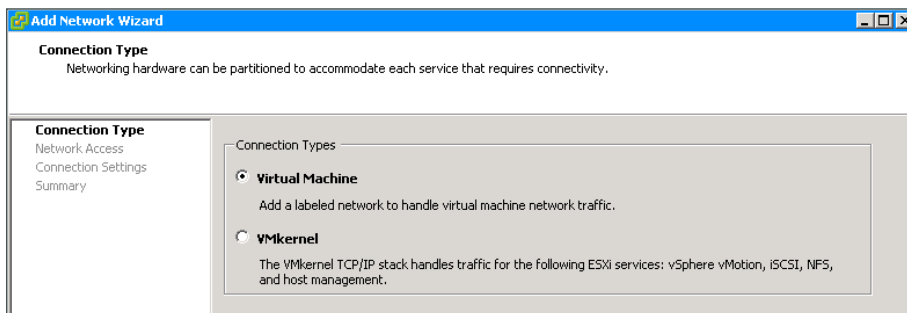 Add Network Wizard
Connection Type
Networking hardware can be partitioned to accommodate each service that requires connectivity.
Connection Type
Network Access
Connection Settings
Summary
Connection Types
Virtual Machine
Add a labeled network to handle virtual machine network traffic.
VMkernel
The VMkernel TCP/IP stack handles traffic for the following ESXi services: vSphere vMotion, iSCSI, NFS,
and host management.